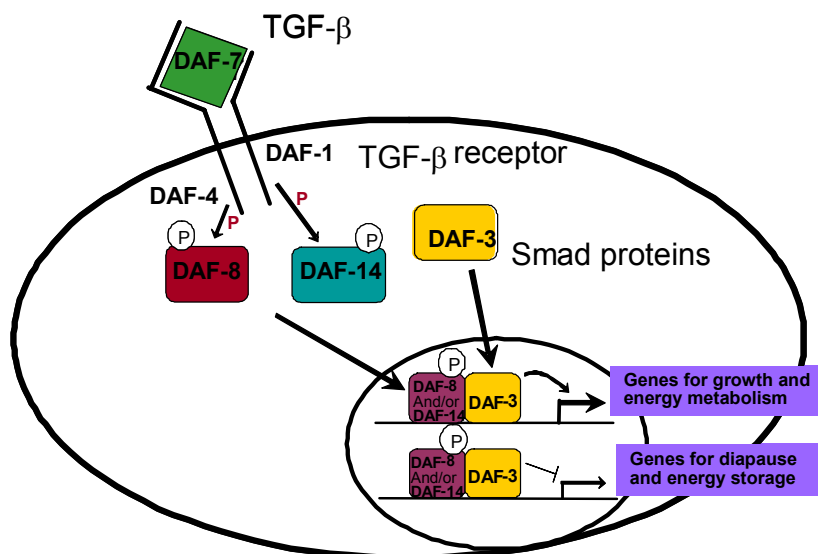 TGF-β
DAF-7
DAF-1
TGF-β receptor
DAF-4
P
P
P
P
DAF-8
DAF-14
DAF-3
Smad proteins
P
DAF-8
And/or
DAF-14
DAF-3
Genes for growth and
energy metabolism
P
DAF-8
And/or
DAF-14
DAF-3
Genes for diapause
and energy storage